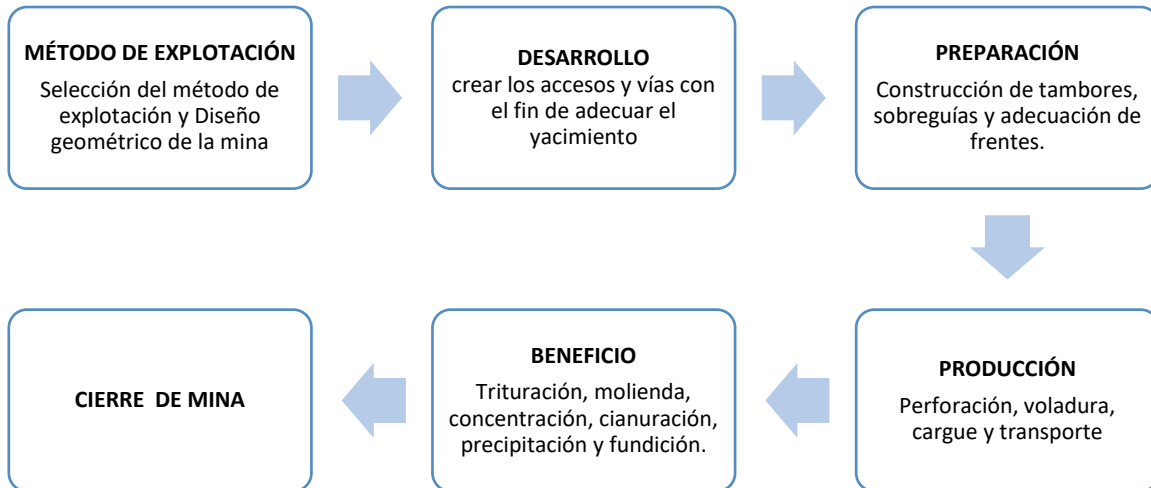 MÉTODO DE EXPLOTACIÓN
Selección del método de
explotación y Diseño
geométrico de la mina
DESARROLLO
crear los accesos y vías con
el fin de adecuar el
yacimiento
PREPARACIÓN
Construcción de tambores,
sobreguías y adecuación de
frentes.
PRODUCCIÓN
Perforación, voladura,
cargue y transporte
BENEFICIO
Trituración, molienda,
concentración, cianuración,
precipitación y fundición.
CIERRE DE MINA